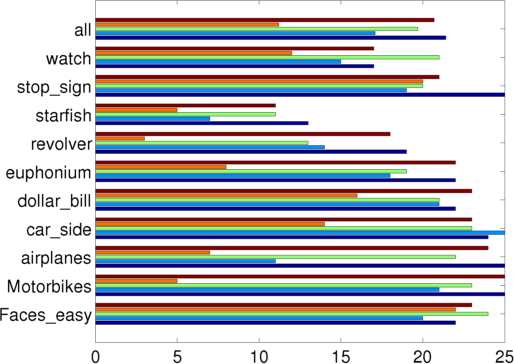 all
watch
stop_sign
starfish
revolver
euphonium
dollar_bill
car_side
airplanes
Motorbikes
Faces_easy
0 5 10 15 20 25